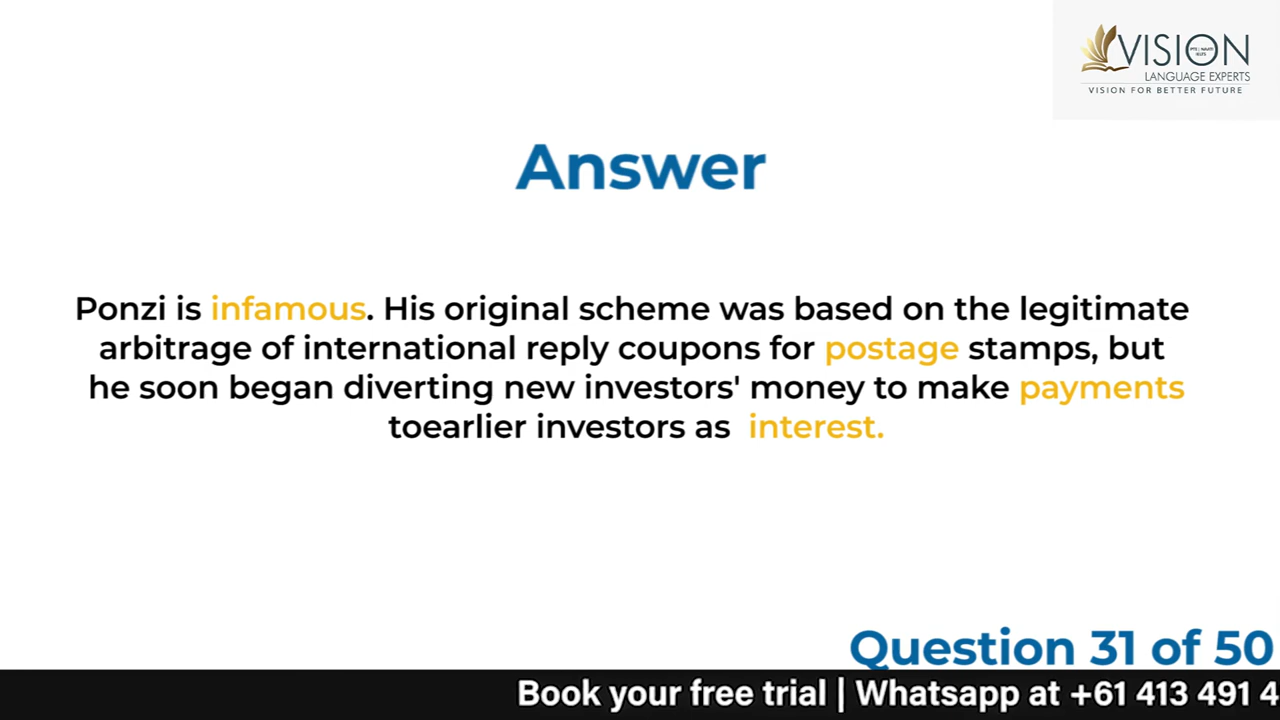 VISION
LANGUAGE EXPERTS
VISION FOR BETTER FUTURE
Answer
Ponzi is infamous. His original scheme was based on the legitimate
arbitrage of international reply coupons for postage stamps, but
he soon began diverting new investors' money to make payments
toearlier investors as interest.
Question 31 of 50
Book your free trial | Whatsapp at +61 413 491 4